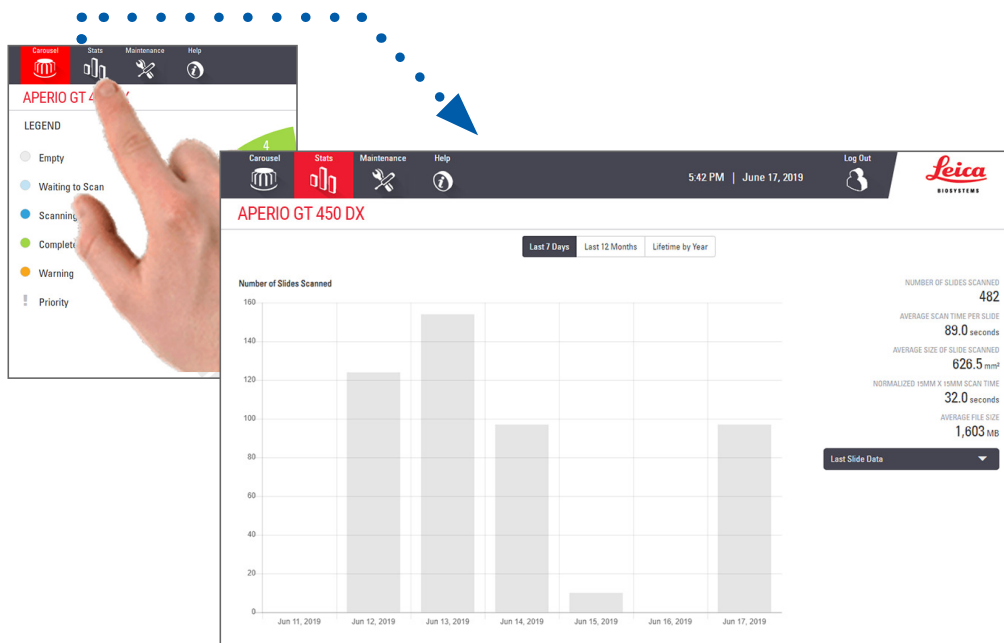 Carousel Stats Maintenance Help
APERIO GT 4
LEGEND
Empty
Waiting to Scan
Scanning
Complete
Warning
Priority
4
Carousel Stats Maintenance Help
5:42 PM | June 17, 2019
Log Out
Leica
BIOSYSTEMS
APERIO GT 450 DX
Last 7 Days Last 12 Months Lifetime by Year
Number of Slides Scanned
160
140
120
100
80
60
40
20
0
Jun 11, 2019 Jun 12, 2019 Jun 13, 2019 Jun 14, 2019 Jun 15, 2019 Jun 16, 2019 Jun 17, 2019
NUMBER OF SLIDES SCANNED
482
AVERAGE SCAN TIME PER SLIDE
89.0 seconds
AVERAGE SIZE OF SLIDE SCANNED
626.5 mm²
NORMALIZED 15MM X 15MM SCAN TIME
32.0 seconds
AVERAGE FILE SIZE
1,603 MB
Last Slide Data